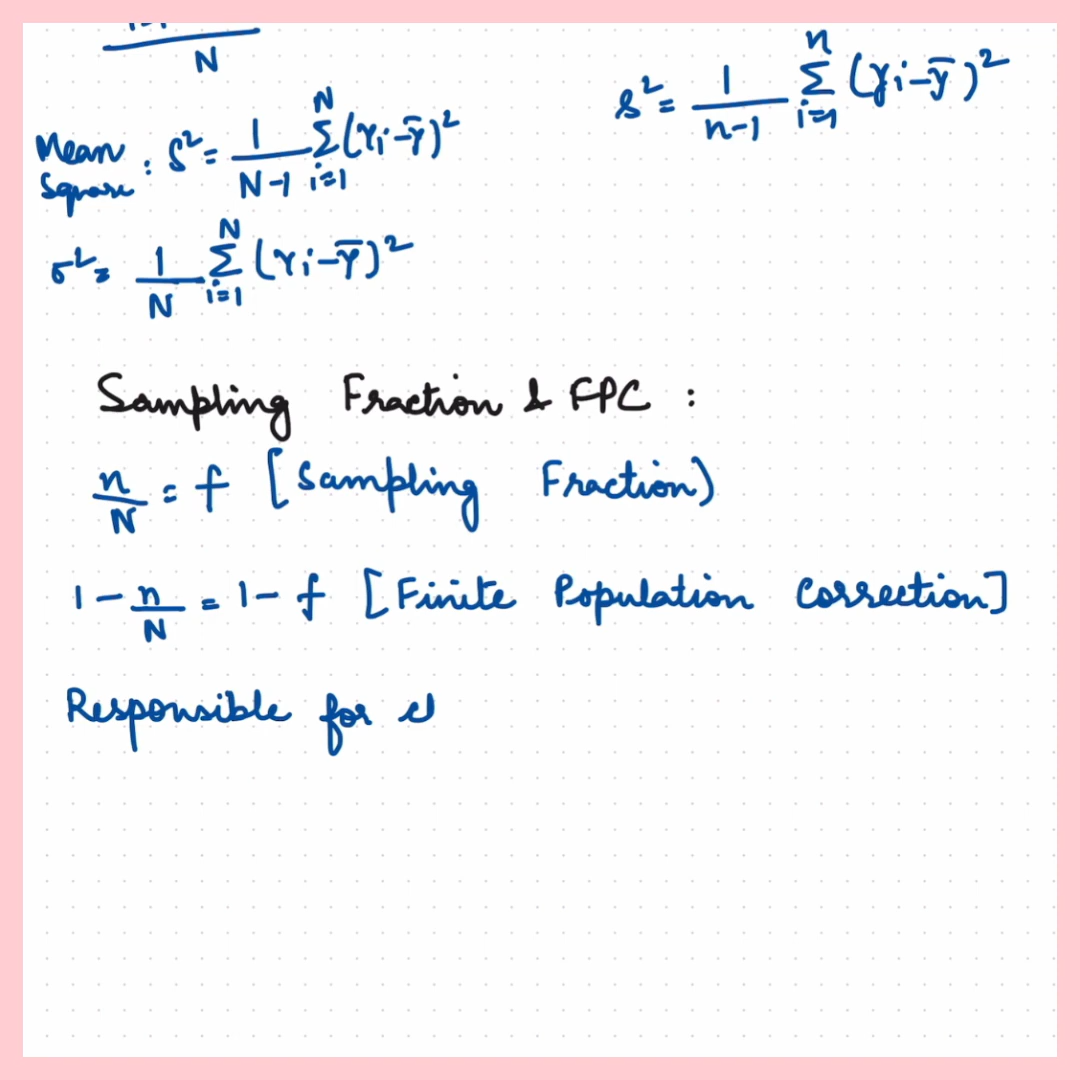 N
s² = 1/(n-1) Σ_{i=1}^{n} (yi - ȳ)²
Mean Square : S² = 1/(N-1) Σ_{i=1}^{N} (Yi - Ȳ)²
σ² = 1/N Σ_{i=1}^{N} (Yi - Ȳ)²
Sampling Fraction & FPC :
n/N = f [Sampling Fraction)
1 - n/N = 1 - f [Finite Population Correction]
Responsible for